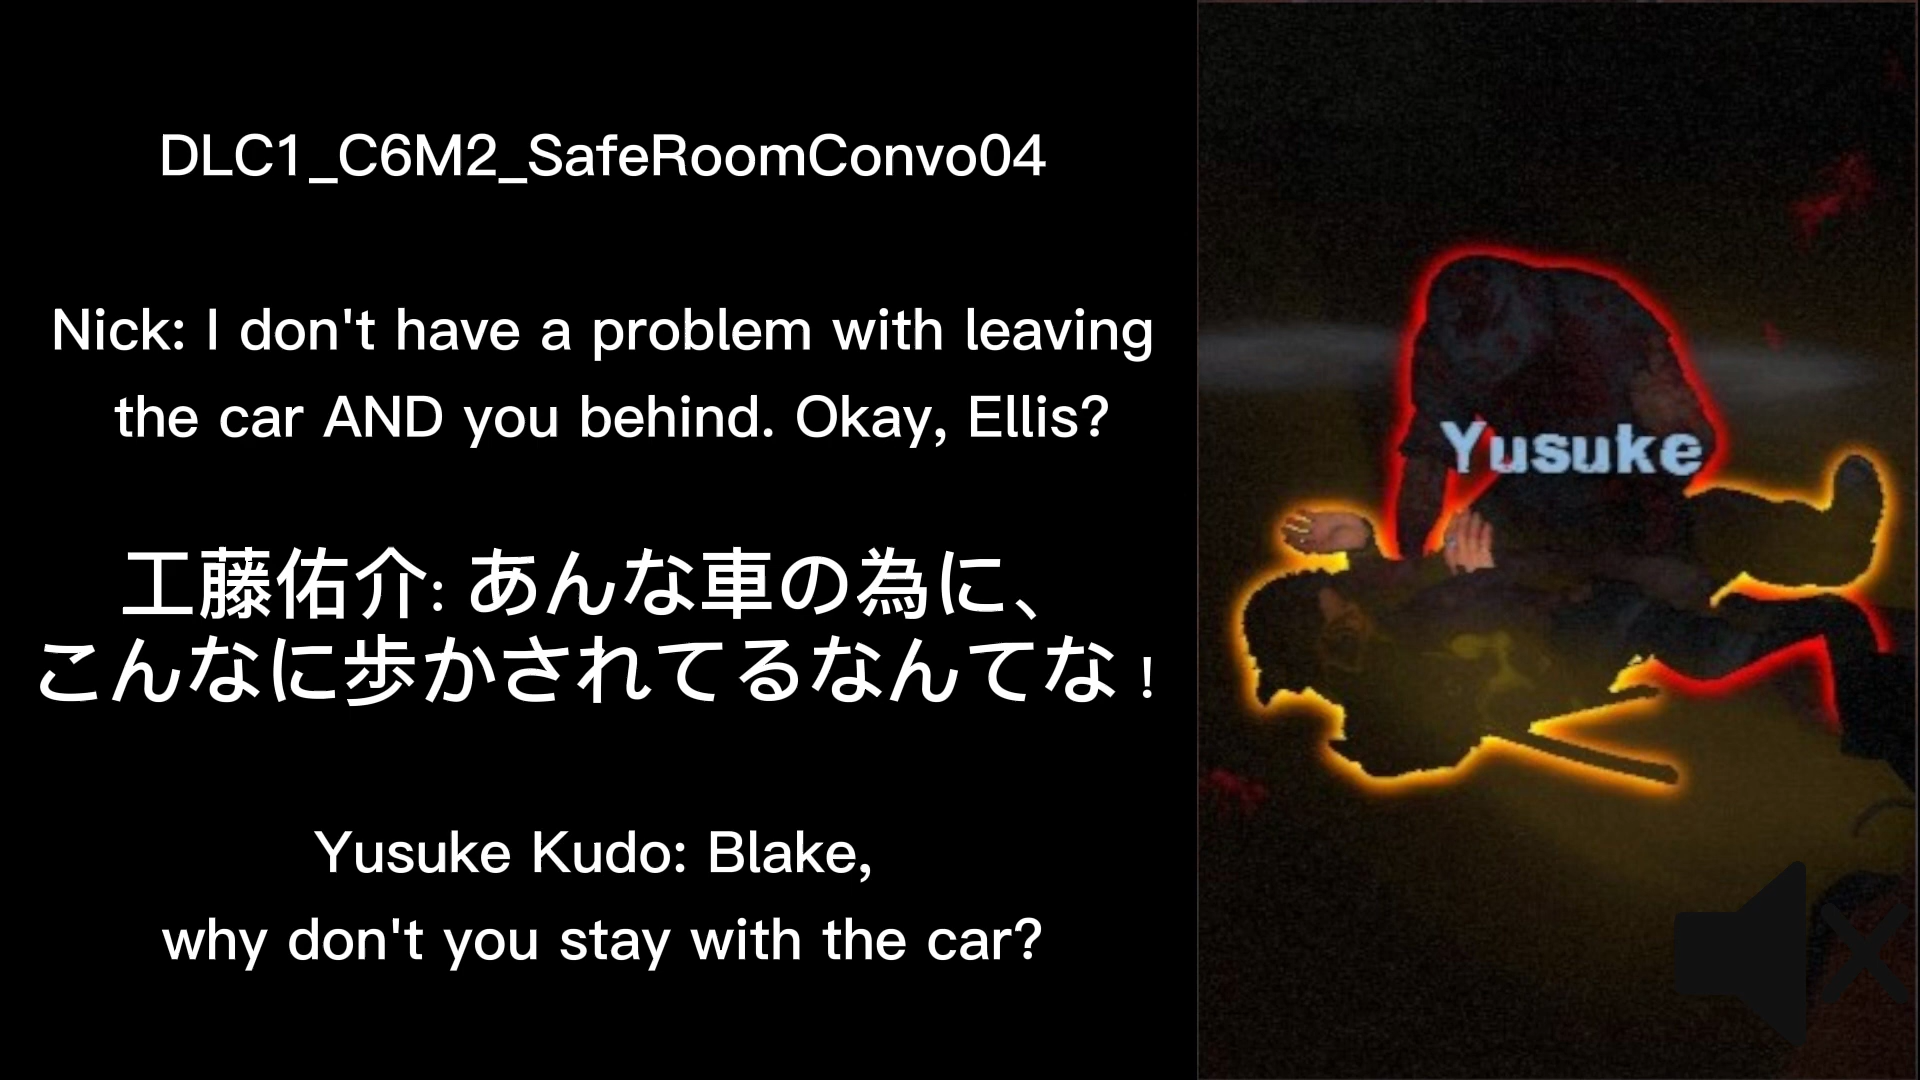 DLC1_C6M2_SafeRoomConvo04
Nick: I don't have a problem with leaving
the car AND you behind. Okay, Ellis?
工藤佑介: あんな車の為に、
こんなに歩かされてるなんてな！
Yusuke Kudo: Blake,
why don't you stay with the car?
Yusuke